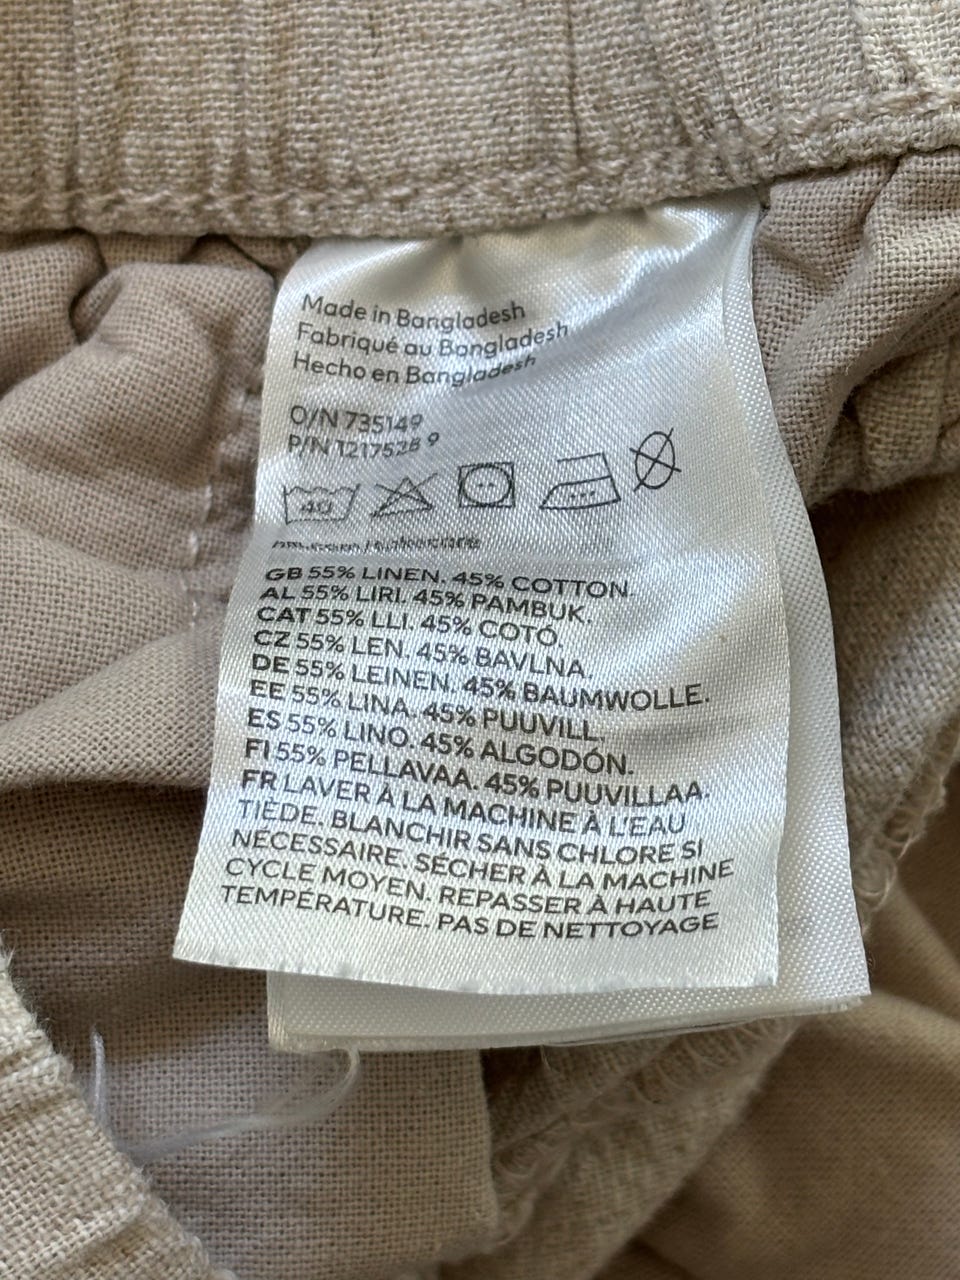 Made in Bangladesh
Fabriqué au Bangladesh
Hecho en Bangladesh
O/N 735149
P/N 1217528 9
40
GB 55% LINEN. 45% COTTON.
AL 55% LIRI. 45% PAMBUK.
CAT 55% LLI. 45% COTÓ.
CZ 55% LEN. 45% BAVLNA.
DE 55% LEINEN. 45% BAUMWOLLE.
EE 55% LINA. 45% PUUVILL.
ES 55% LINO. 45% ALGODÓN.
FI 55% PELLAVAA. 45% PUUVILLAA.
FR LAVER À LA MACHINE À L'EAU
TIÈDE. BLANCHIR SANS CHLORE SI
NÉCESSAIRE. SÉCHER À LA MACHINE
CYCLE MOYEN. REPASSER À HAUTE
TEMPÉRATURE. PAS DE NETTOYAGE